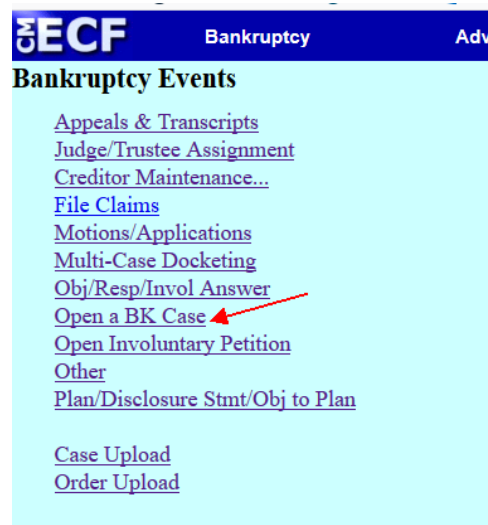 CM ECF Bankruptcy Adv
Bankruptcy Events
Appeals & Transcripts
Judge/Trustee Assignment
Creditor Maintenance...
File Claims
Motions/Applications
Multi-Case Docketing
Obj/Resp/Invol Answer
Open a BK Case
Open Involuntary Petition
Other
Plan/Disclosure Stmt/Obj to Plan
Case Upload
Order Upload